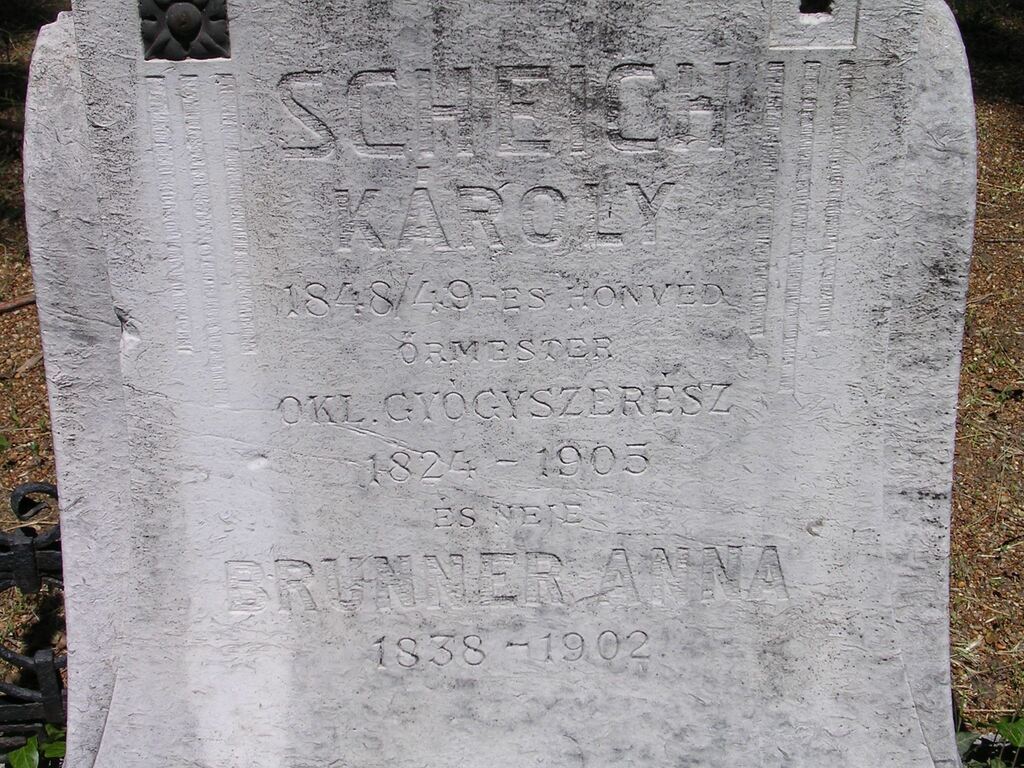 SCHEICH
KÁROLY
1848/49-ES HONVÉD
ŐRMESTER
OKL. GYÓGYSZERÉSZ
1824 - 1905
ÉS NEJE
BRUNNER ANNA
1838 - 1902